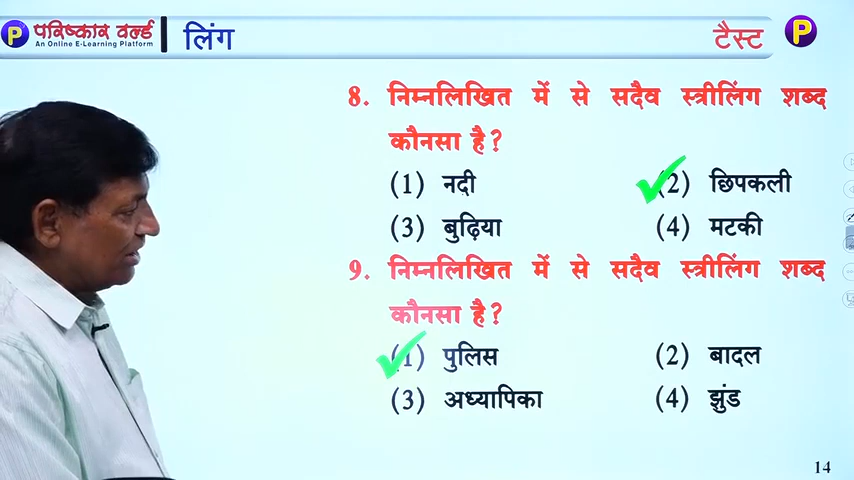 P परिष्कार वर्ल्ड
An Online E-Learning Platform
लिंग
टैस्ट
P
8. निम्नलिखित में से सदैव स्त्रीलिंग शब्द
कौनसा है?
(1) नदी (2) छिपकली
(3) बुढ़िया (4) मटकी
9. निम्नलिखित में से सदैव स्त्रीलिंग शब्द
कौनसा है?
(1) पुलिस (2) बादल
(3) अध्यापिका (4) झुंड
14